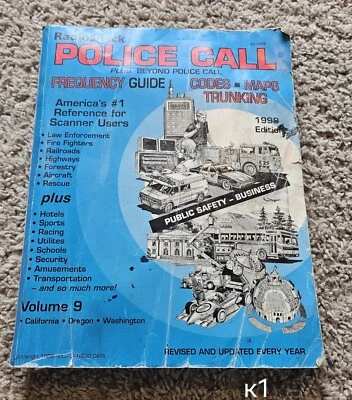 RadioShack
POLICE CALL
PLUS BEYOND POLICE CALL
FREQUENCY GUIDE
CODES - MAPS
TRUNKING
America's #1
Reference for
Scanner Users
1998
Edition
• Law Enforcement
• Fire Fighters
• Railroads
• Highways
• Forestry
• Aircraft
• Rescue
plus
PUBLIC SAFETY - BUSINESS
• Hotels
• Sports
• Racing
• Utilites
• Schools
• Security
• Amusements
• Transportation
- and so much more!
Volume 9
• California • Oregon • Washington
REVISED AND UPDATED EVERY YEAR
K1